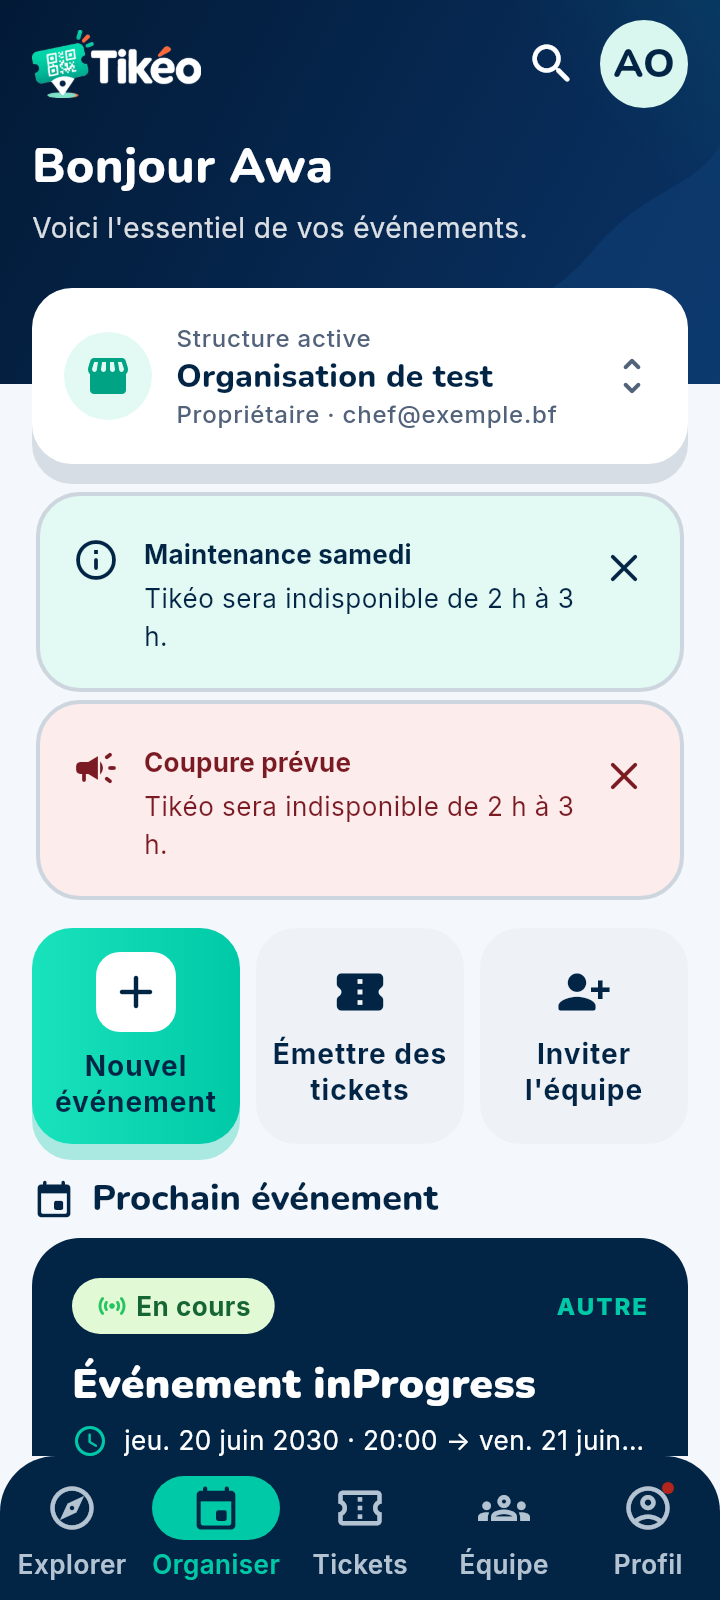 Tikéo
AO
Bonjour Awa
Voici l'essentiel de vos événements.
Structure active
Organisation de test
Propriétaire · chef@exemple.bf
Maintenance samedi
Tikéo sera indisponible de 2 h à 3
h.
Coupure prévue
Tikéo sera indisponible de 2 h à 3
h.
Nouvel
événement
Émettre des
tickets
Inviter
l'équipe
Prochain événement
En cours
AUTRE
Événement inProgress
jeu. 20 juin 2030 · 20:00 → ven. 21 juin...
Explorer
Organiser
Tickets
Équipe
Profil